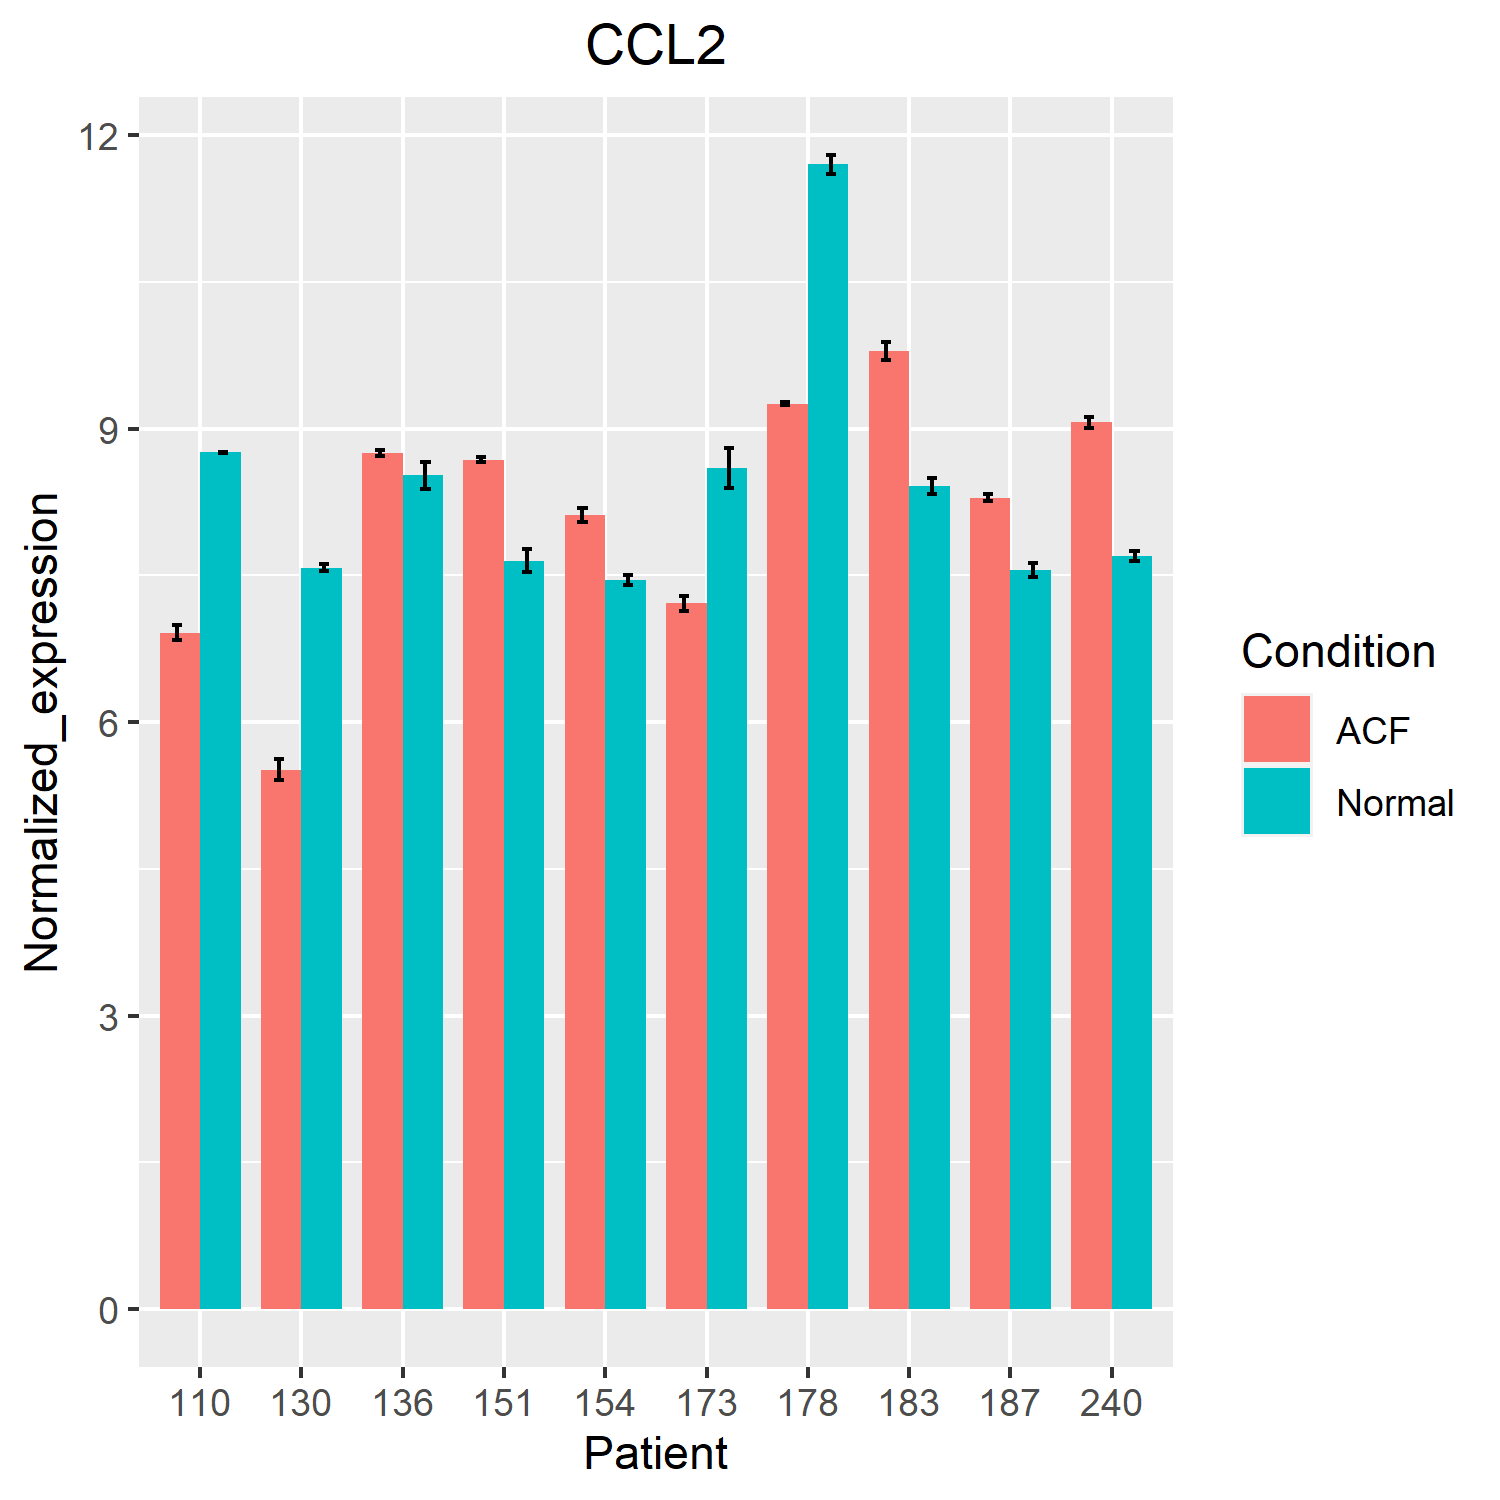 CCL2
12
9
6
3
0
Normalized_expression
110 130 136 151 154 173 178 183 187 240
Patient
Condition
ACF
Normal